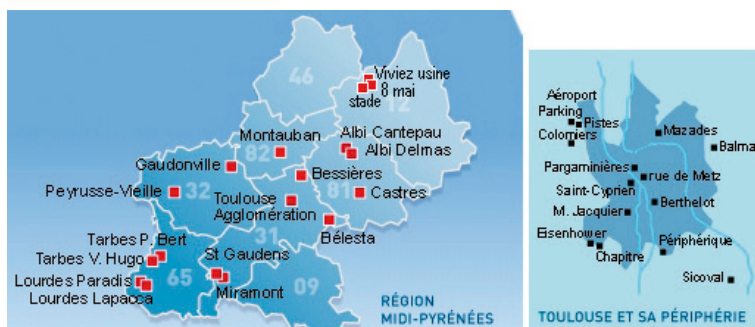 46
Viviez usine
8 mai
stade
12
Montauban
82
Albi Cantepau
Albi Delmas
Gaudonville
Bessières
81
Peyrusse-Vieille
32
Toulouse
Agglomération
Castres
31
Bélesta
Tarbes P. Bert
Tarbes V. Hugo
St Gaudens
65
Lourdes Paradis
Lourdes Lapacca
Miramont
09
RÉGION
MIDI-PYRÉNÉES
Aéroport
Parking
Pistes
Colomiers
Mazades
Balma
Pargaminières
rue de Metz
Saint-Cyprien
Berthelot
M. Jacquier
Eisenhower
Périphérique
Chapitre
Sicoval
TOULOUSE ET SA PÉRIPHÉRIE